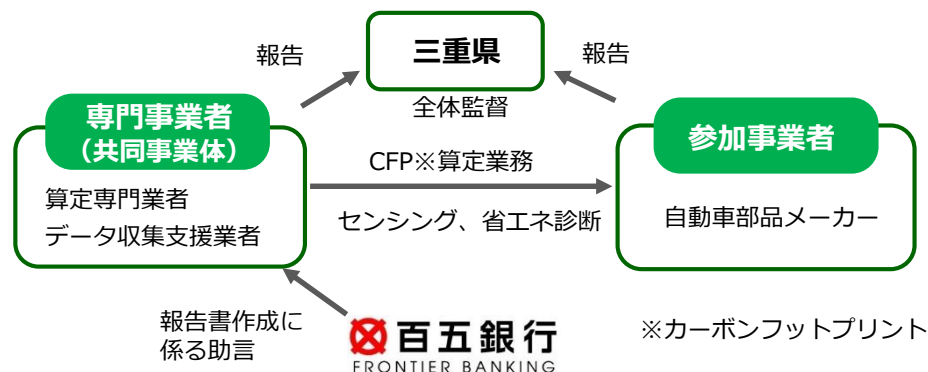 三重県
報告
報告
全体監督
専門事業者
（共同事業体）
算定専門業者
データ収集支援業者
CFP※算定業務
センシング、省エネ診断
参加事業者
自動車部品メーカー
報告書作成に
係る助言
百五銀行
FRONTIER BANKING
※カーボンフットプリント